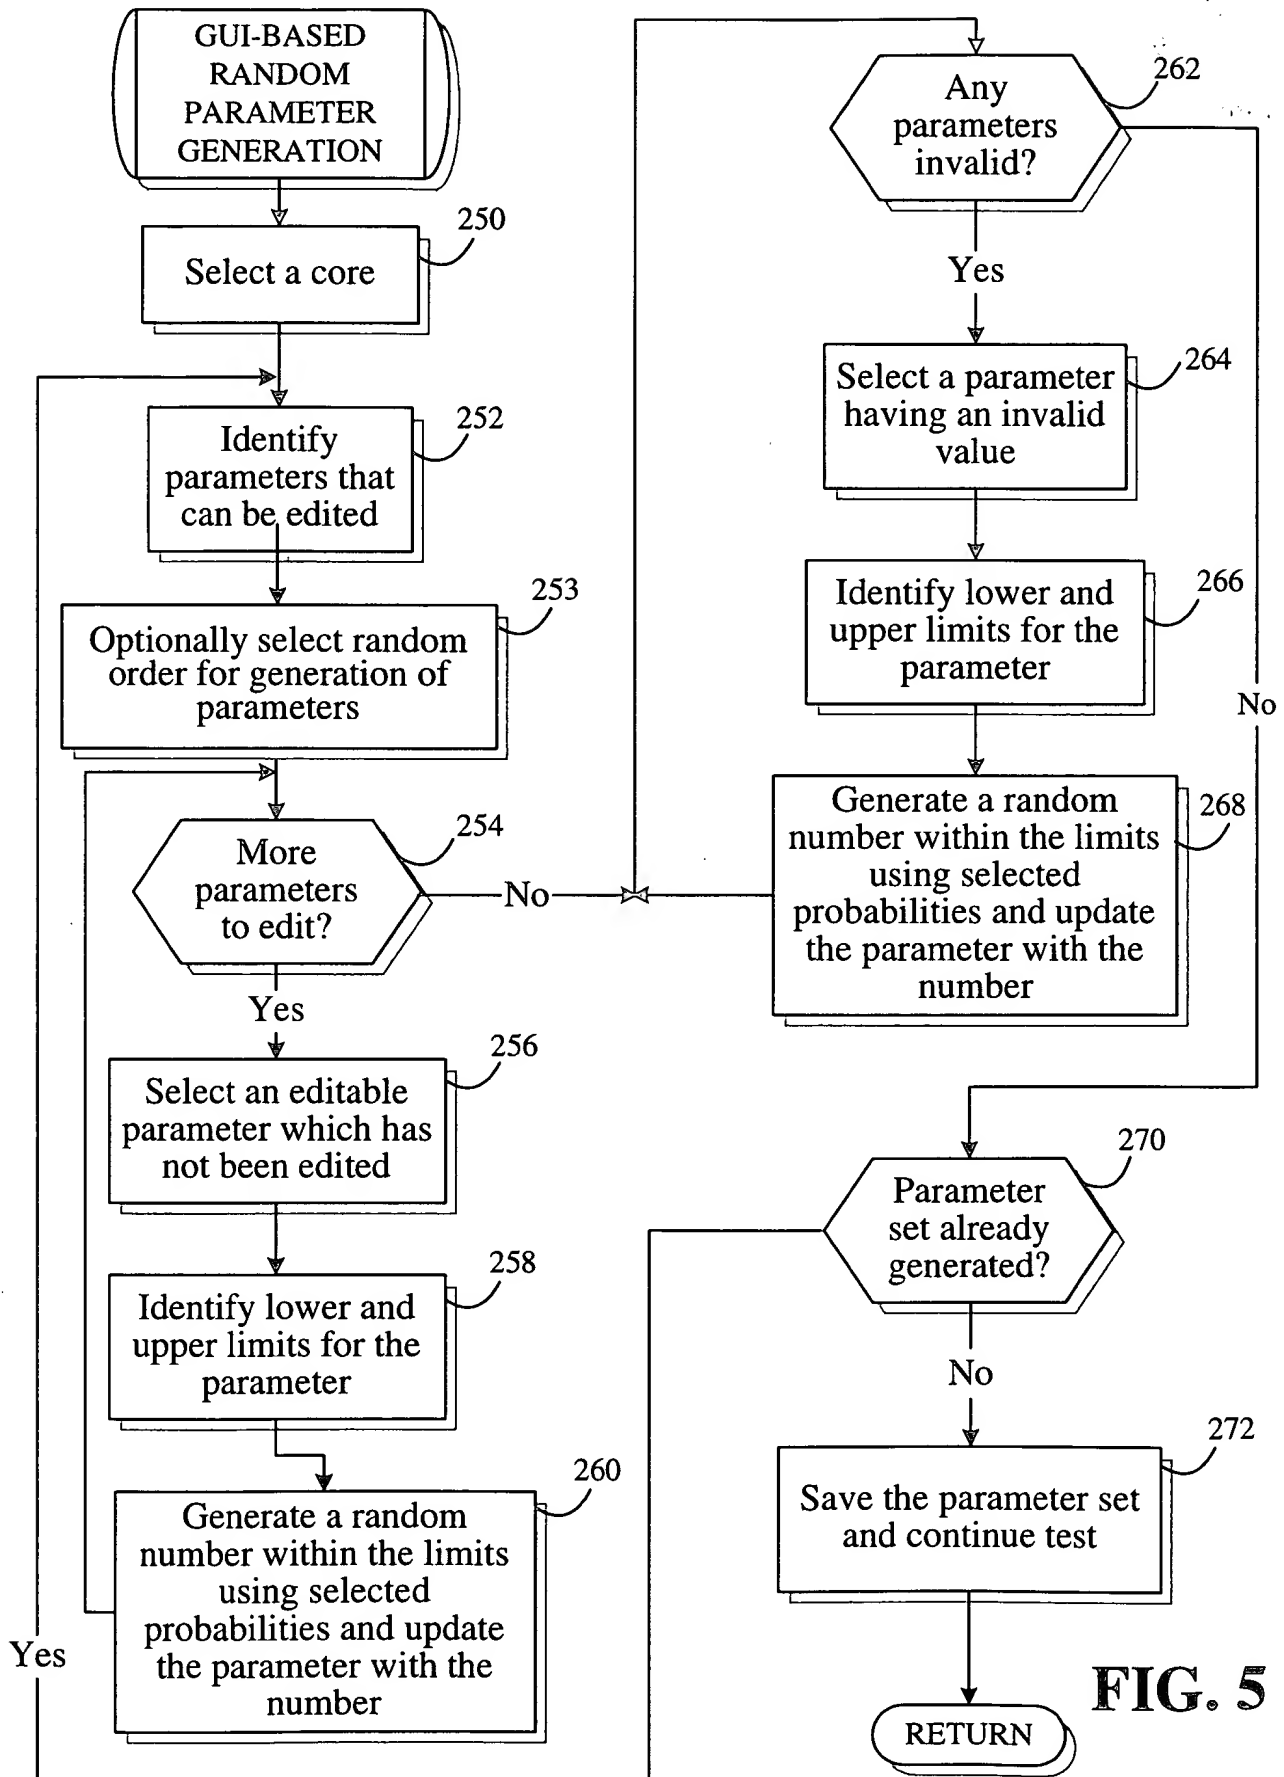 GUI-BASED
RANDOM
PARAMETER
GENERATION
250
Select a core
252
Identify
parameters that
can be edited
253
Optionally select random
order for generation of
parameters
254
More
parameters
to edit?
No
Yes
256
Select an editable
parameter which has
not been edited
258
Identify lower and
upper limits for the
parameter
260
Generate a random
number within the limits
using selected
probabilities and update
the parameter with the
number
Yes
262
Any
parameters
invalid?
Yes
No
264
Select a parameter
having an invalid
value
266
Identify lower and
upper limits for the
parameter
268
Generate a random
number within the limits
using selected
probabilities and update
the parameter with the
number
270
Parameter
set already
generated?
No
272
Save the parameter set
and continue test
RETURN
FIG. 5